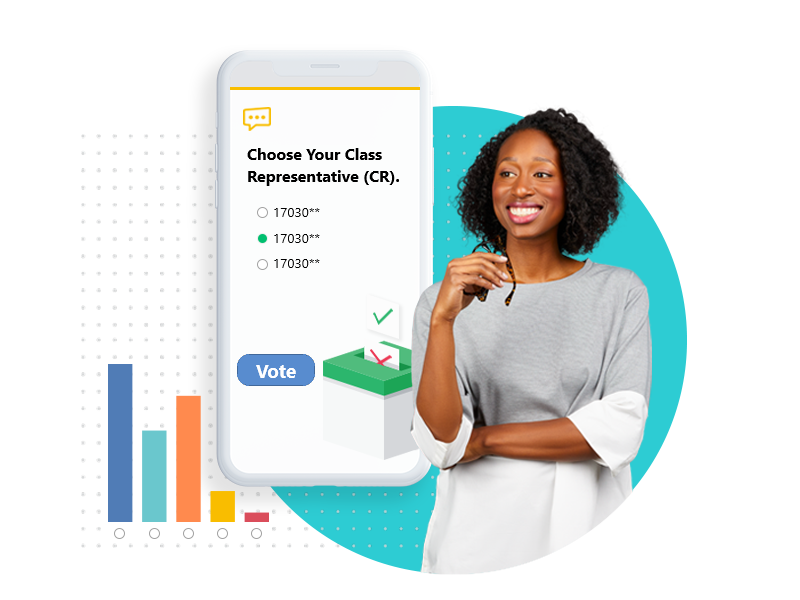 Choose Your Class
Representative (CR).
17030**
17030**
17030**
Vote